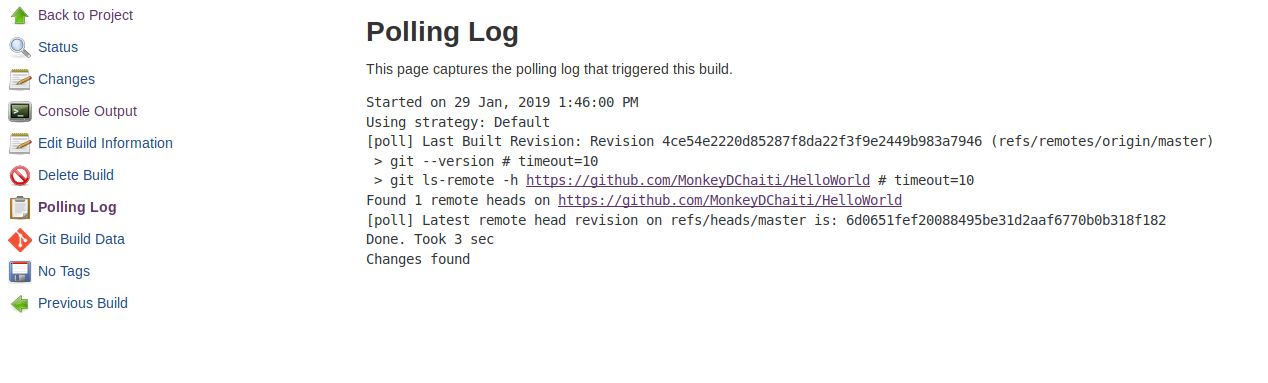 Back to Project
Status
Changes
Console Output
Edit Build Information
Delete Build
Polling Log
Git Build Data
No Tags
Previous Build
Polling Log
This page captures the polling log that triggered this build.
Started on 29 Jan, 2019 1:46:00 PM
Using strategy: Default
[poll] Last Built Revision: Revision 4ce54e2220d85287f8da22f3f9e2449b983a7946 (refs/remotes/origin/master)
> git --version # timeout=10
> git ls-remote -h https://github.com/MonkeyDChaiti/HelloWorld # timeout=10
Found 1 remote heads on https://github.com/MonkeyDChaiti/HelloWorld
[poll] Latest remote head revision on refs/heads/master is: 6d0651fef20088495be31d2aaf6770b0b318f182
Done. Took 3 sec
Changes found